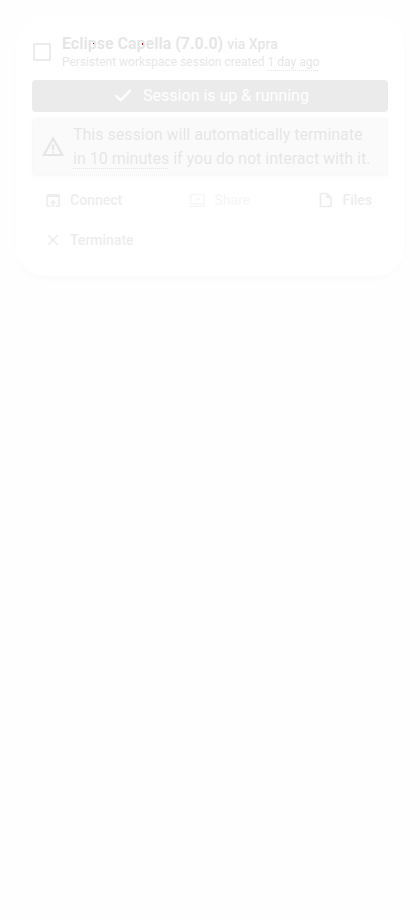 Eclipse Capella (7.0.0) via Xpra
Persistent workspace session created 1 day ago
Session is up & running
This session will automatically terminate
in 10 minutes if you do not interact with it.
Connect Share Files
Terminate